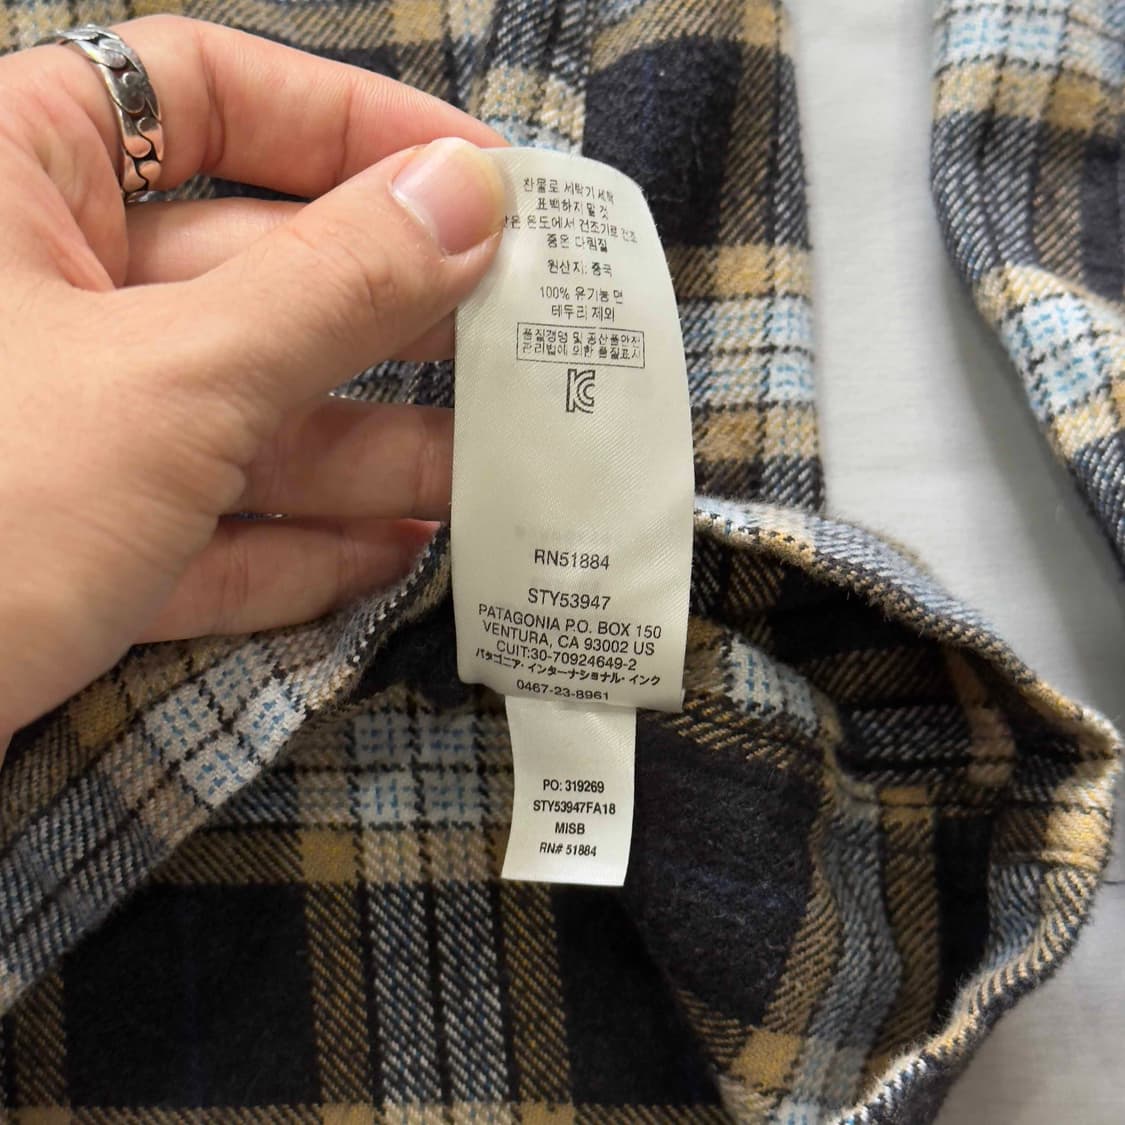 찬물로 세탁기 세탁
표백하지 말 것
낮은 온도에서 건조기로 건조
중온 다림질
원산지: 중국
100% 유기농 면
테두리 제외
품질경영 및 공산품안전
관리법에 의한 품질표시
KC
RN51884
STY53947
PATAGONIA P.O. BOX 150
VENTURA, CA 93002 US
CUIT:30-70924649-2
パタゴニア・インターナショナル・インク
0467-23-8961
PO: 319269
STY53947FA18
MISB
RN# 51884